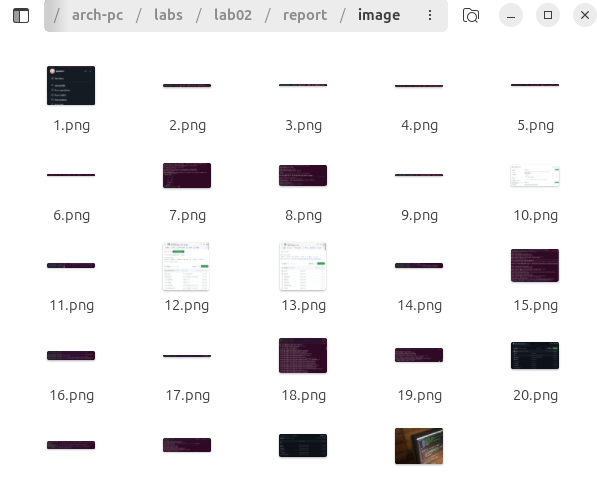 / arch-pc / labs / lab02 / report / image
1.png 2.png 3.png 4.png 5.png
6.png 7.png 8.png 9.png 10.png
11.png 12.png 13.png 14.png 15.png
16.png 17.png 18.png 19.png 20.png